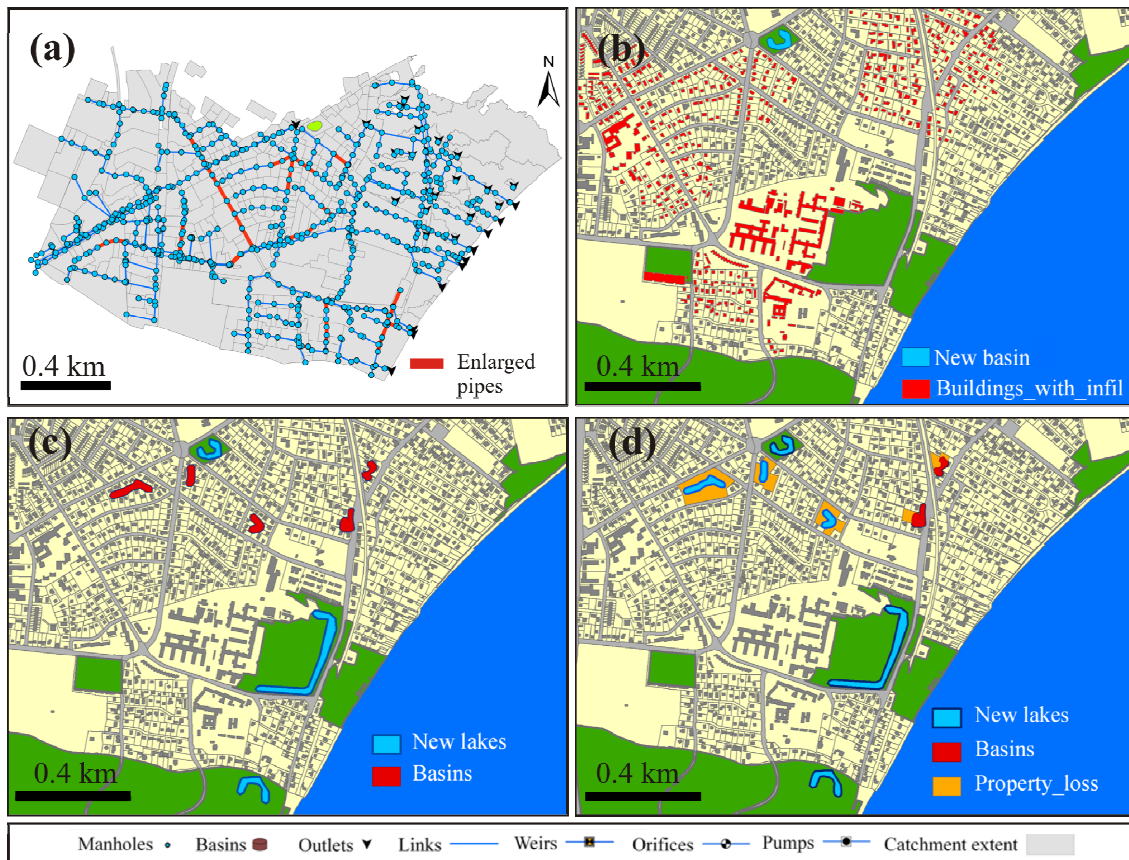 (a)
N
0.4 km
Enlarged
pipes
(b)
0.4 km
New basin
Buildings_with_infil
(c)
0.4 km
New lakes
Basins
(d)
0.4 km
New lakes
Basins
Property_loss
Manholes Basins Outlets Links Weirs Orifices Pumps Catchment extent